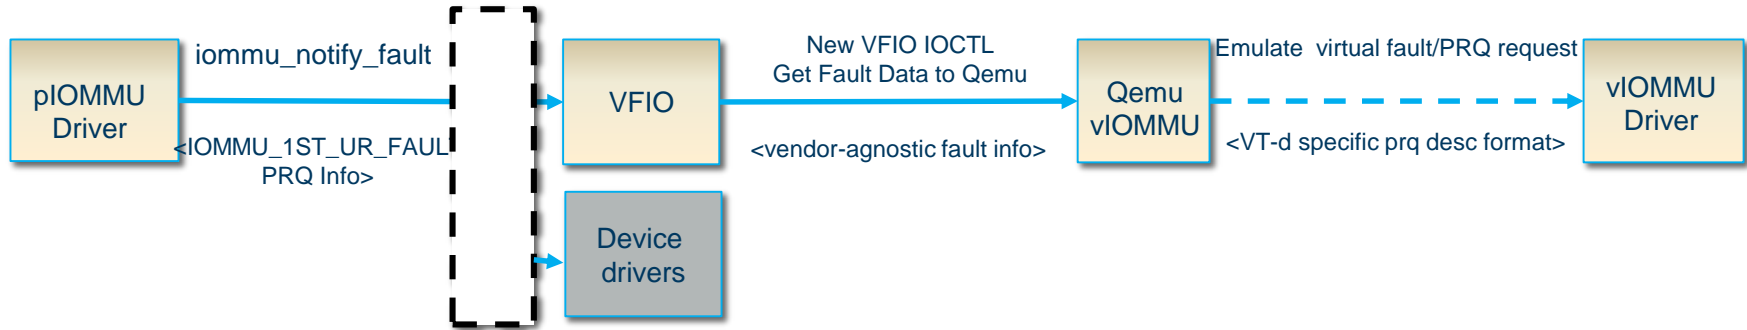 pIOMMU
Driver
iommu_notify_fault
<IOMMU_1ST_UR_FAUL
PRQ Info>
VFIO
Device
drivers
New VFIO IOCTL
Get Fault Data to Qemu
<vendor-agnostic fault info>
Qemu
vIOMMU
Emulate virtual fault/PRQ request
<VT-d specific prq desc format>
vIOMMU
Driver